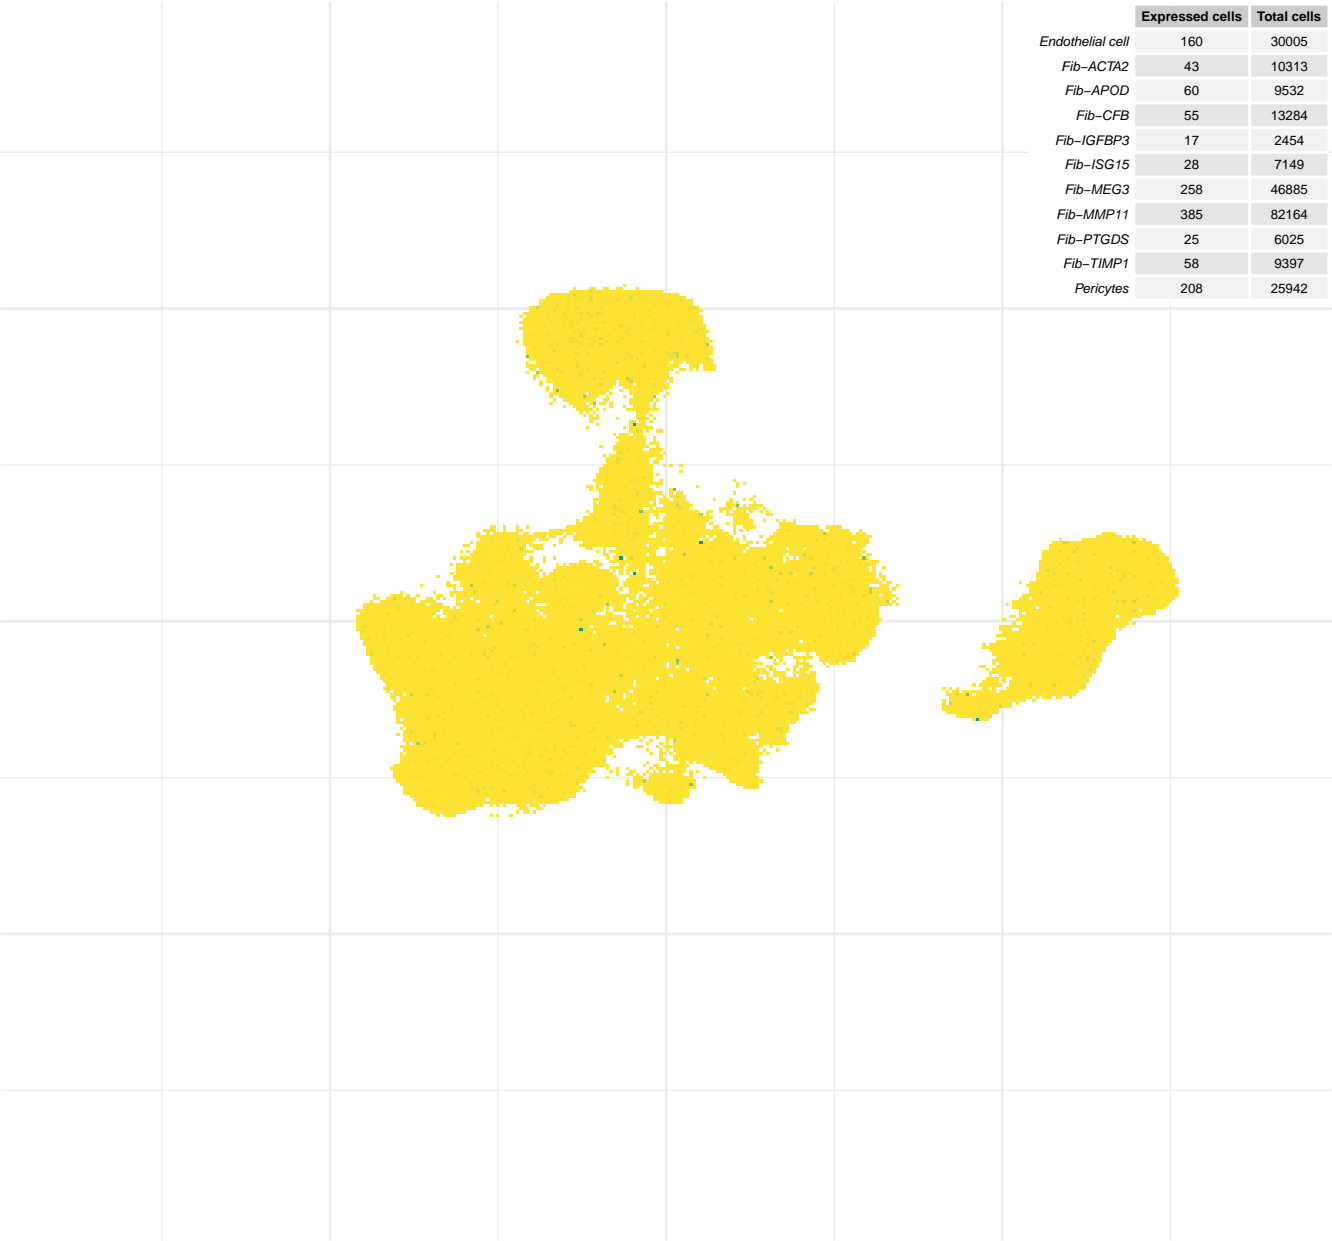 Expressed cells Total cells
Endothelial cell 160 30005
Fib−ACTA2 43 10313
Fib−APOD 60 9532
Fib−CFB 55 13284
Fib−IGFBP3 17 2454
Fib−ISG15 28 7149
Fib−MEG3 258 46885
Fib−MMP11 385 82164
Fib−PTGDS 25 6025
Fib−TIMP1 58 9397
Pericytes 208 25942